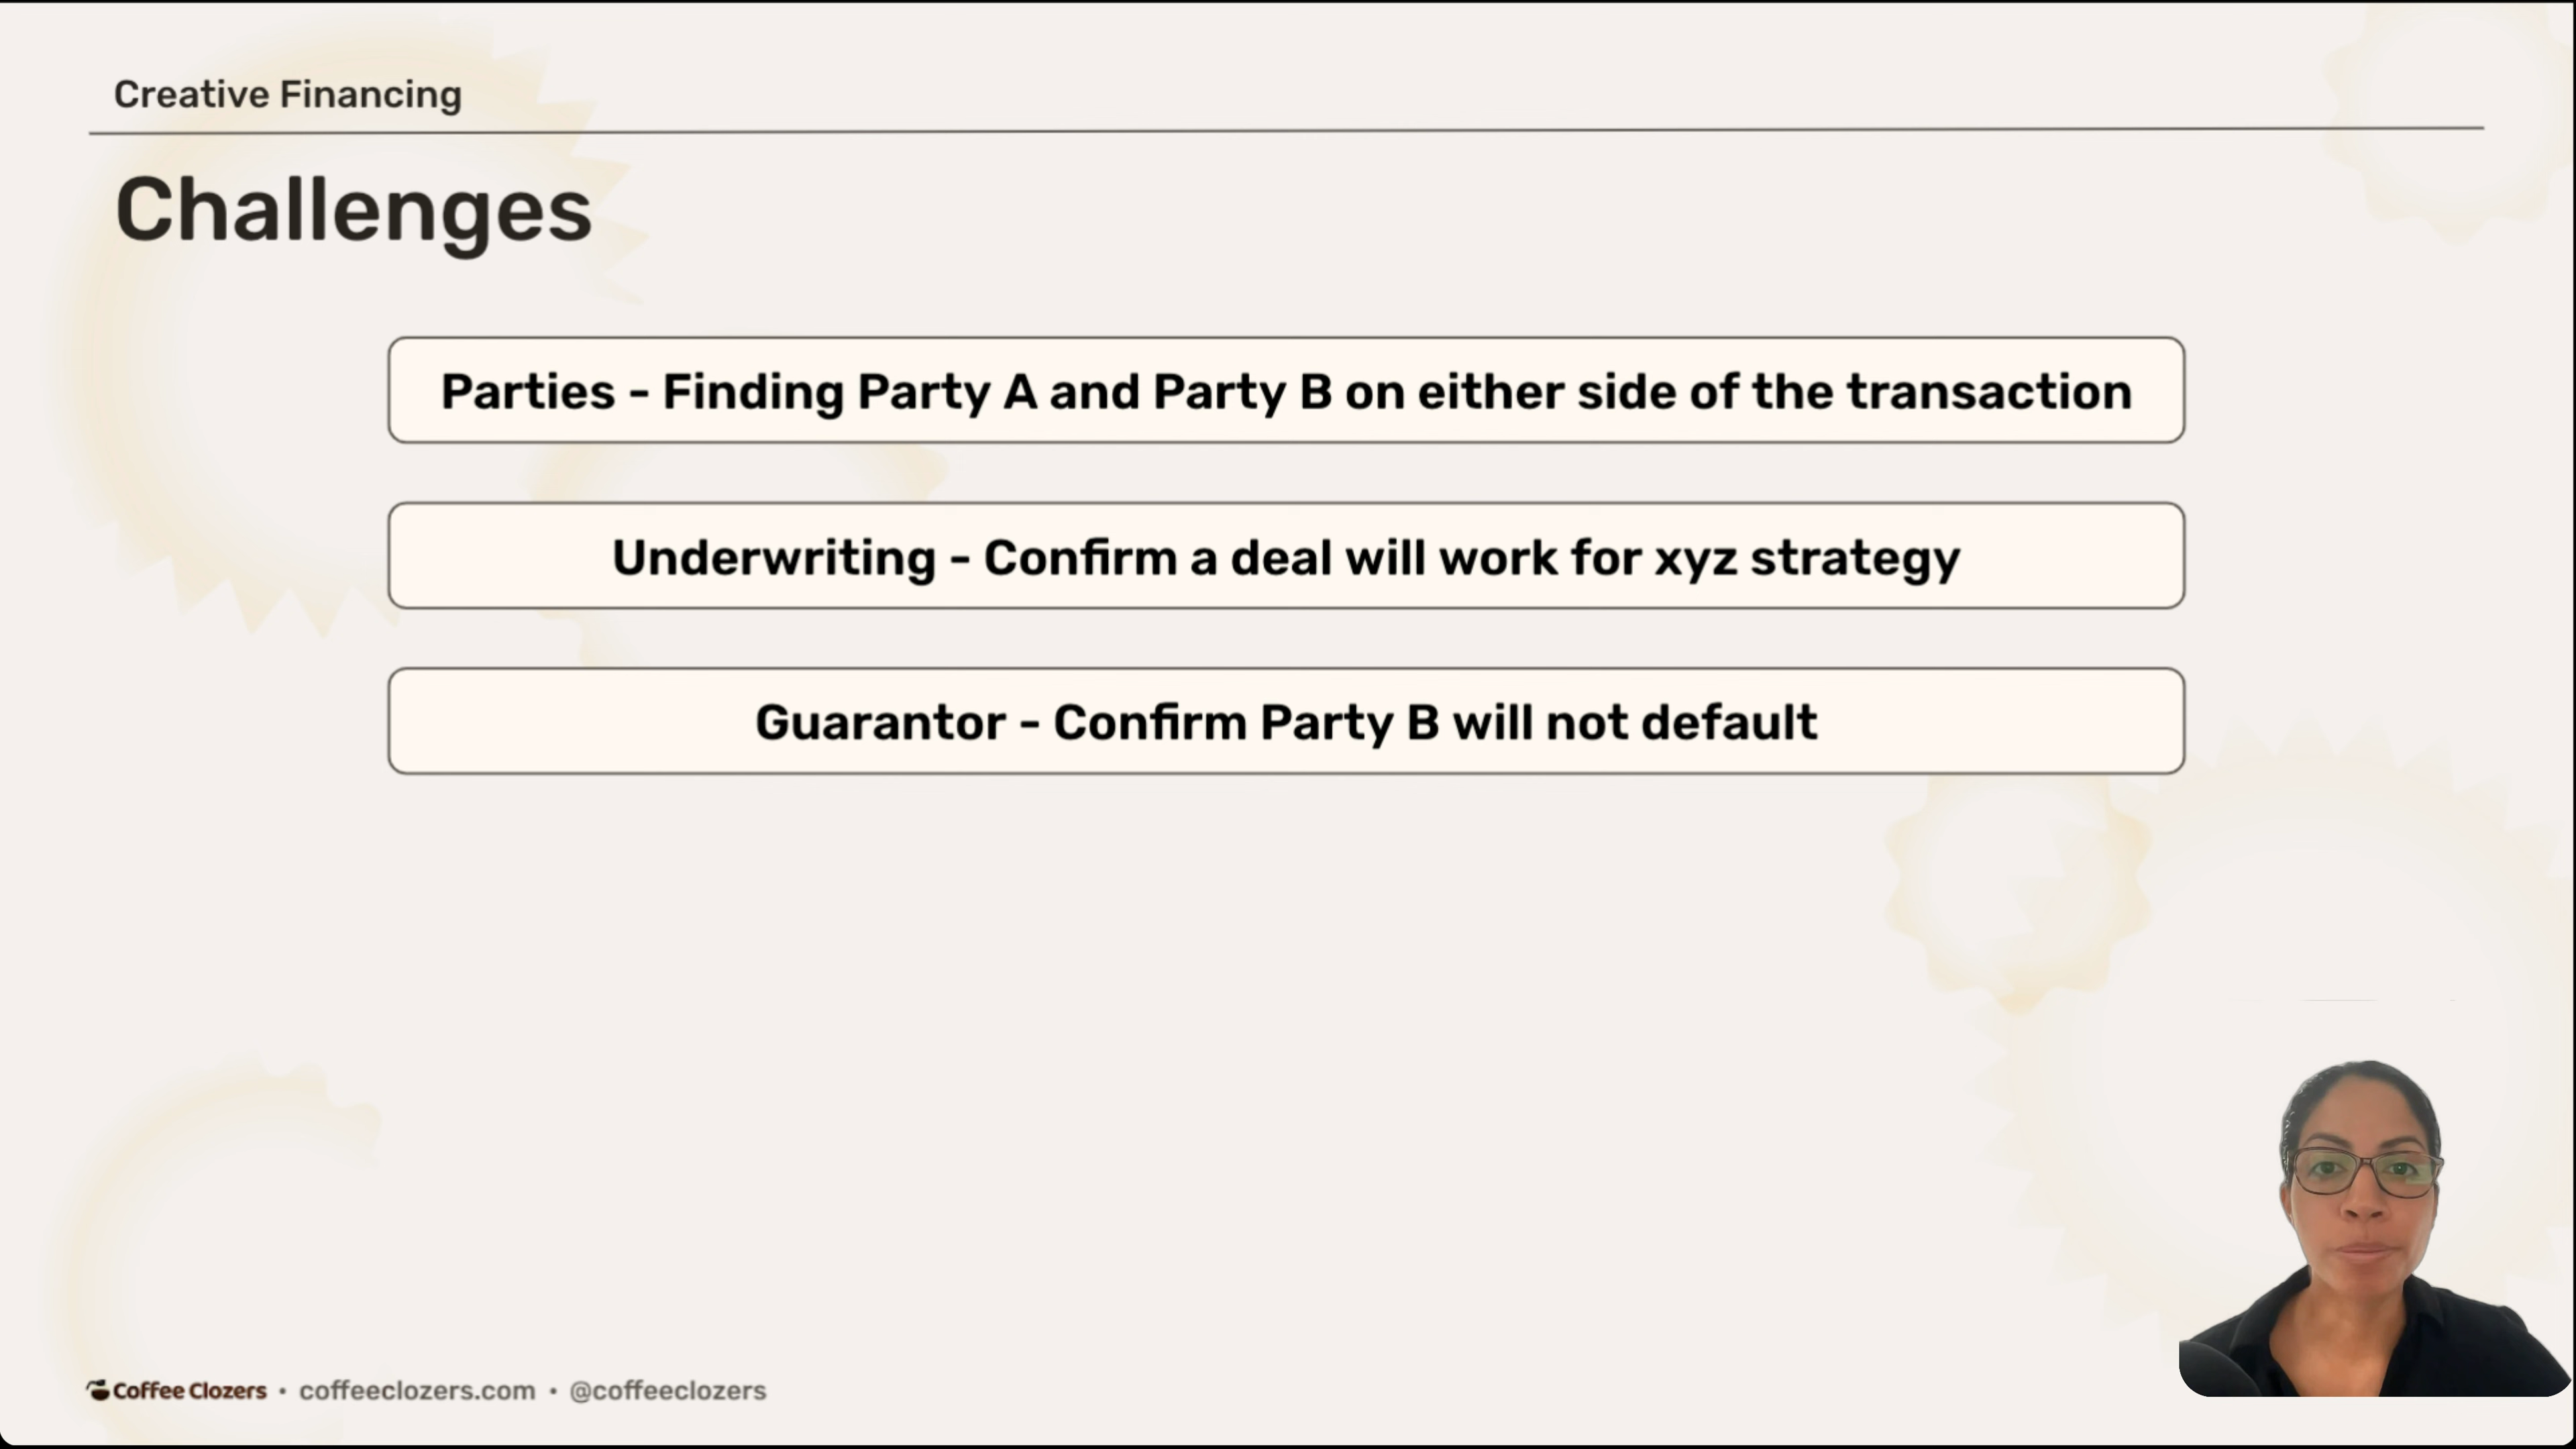 Creative Financing
Challenges
Parties - Finding Party A and Party B on either side of the transaction
Underwriting - Confirm a deal will work for xyz strategy
Guarantor - Confirm Party B will not default
Coffee Clozers • coffeeclozers.com • @coffeeclozers